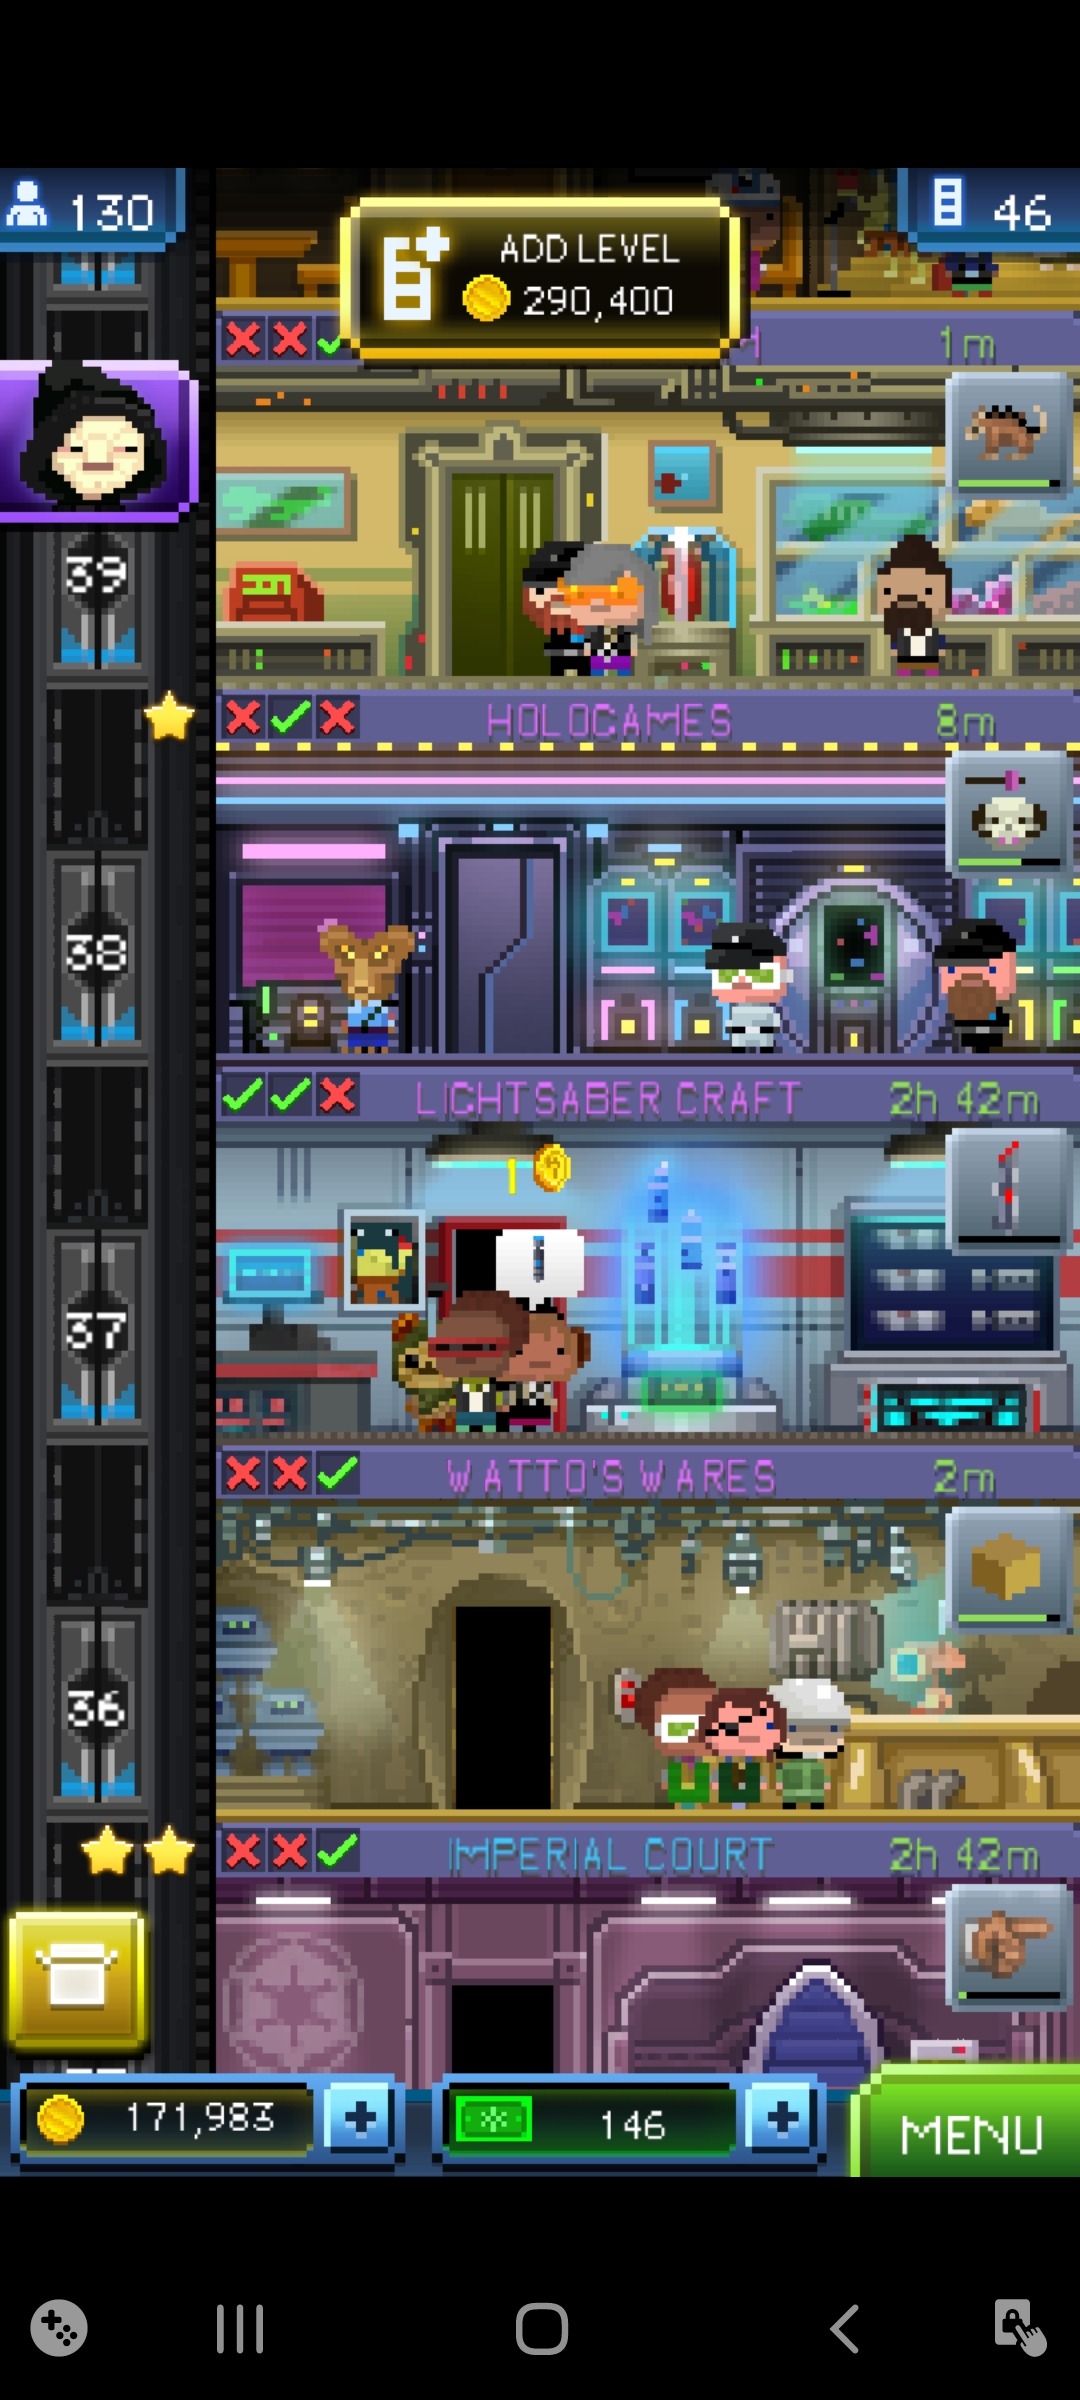 130
ADD LEVEL
290,400
46
1m
39
HOLOGAMES
8m
38
LIGHTSABER CRAFT
2h 42m
1
37
WATTO'S WARES
2m
36
IMPERIAL COURT
2h 42m
171,983
146
MENU